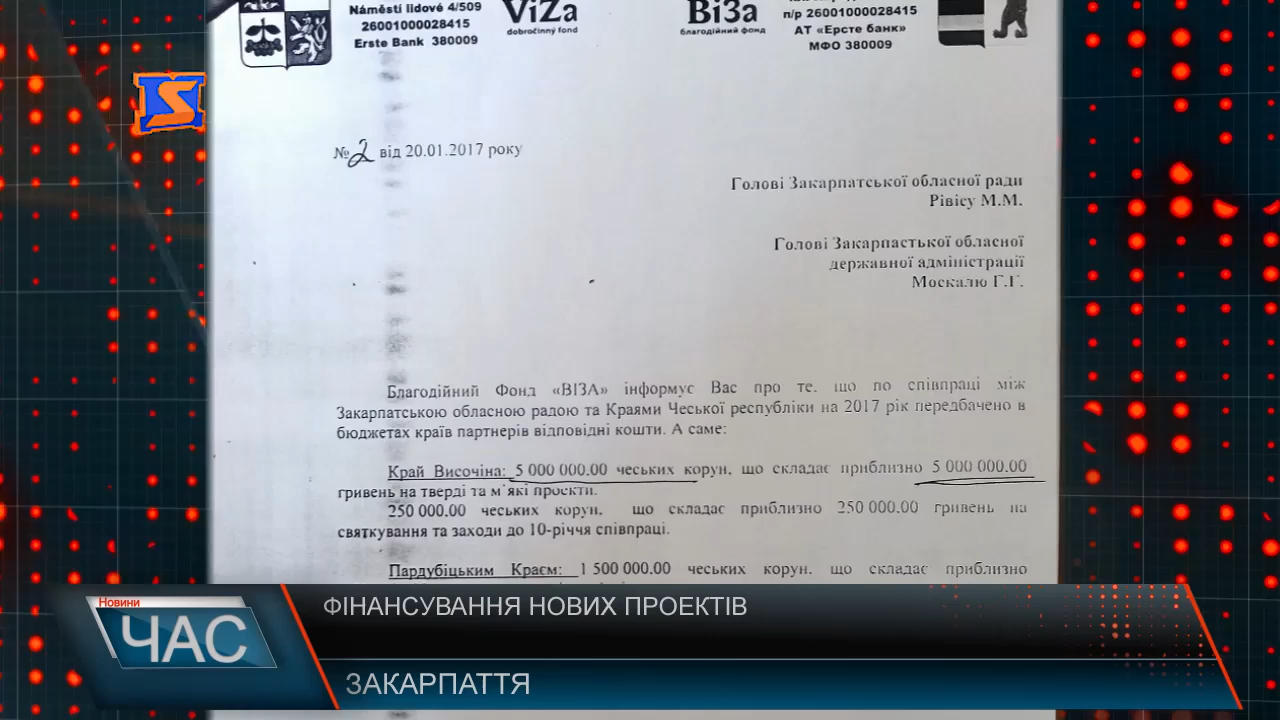 Náměstí lidové 4/509
26001000028415
Erste Bank 380009
ViZa
dobročinný fond
ВіЗа
благодійний фонд
п/р 26001000028415
АТ «Ерсте банк»
МФО 380009
S
№2 від 20.01.2017 року
Голові Закарпатської обласної ради
Рівісу М.М.
Голові Закарпастької обласної
державної адміністрації
Москалю Г.Г.
Благодійний Фонд «ВІЗА» інформує Вас про те. що по співпраці між
Закарпатською обласною радою та Краями Чеської республіки на 2017 рік передбачено в
бюджетах країв партнерів відповідні кошти. А саме:
Край Височіна: 5 000 000.00 чеських корун, що складає приблизно 5 000 000.00
гривень на тверді та м'які проєкти.
250 000.00 чеських корун, що складає приблизно 250 000.00 гривень на
святкування та заходи до 10-річчя співпраці.
Пардубіцьким Краєм: 1 500 000.00 чеських корун, що складає приблизно
Новини
ЧАС
ФІНАНСУВАННЯ НОВИХ ПРОЕКТІВ
ЗАКАРПАТТЯ